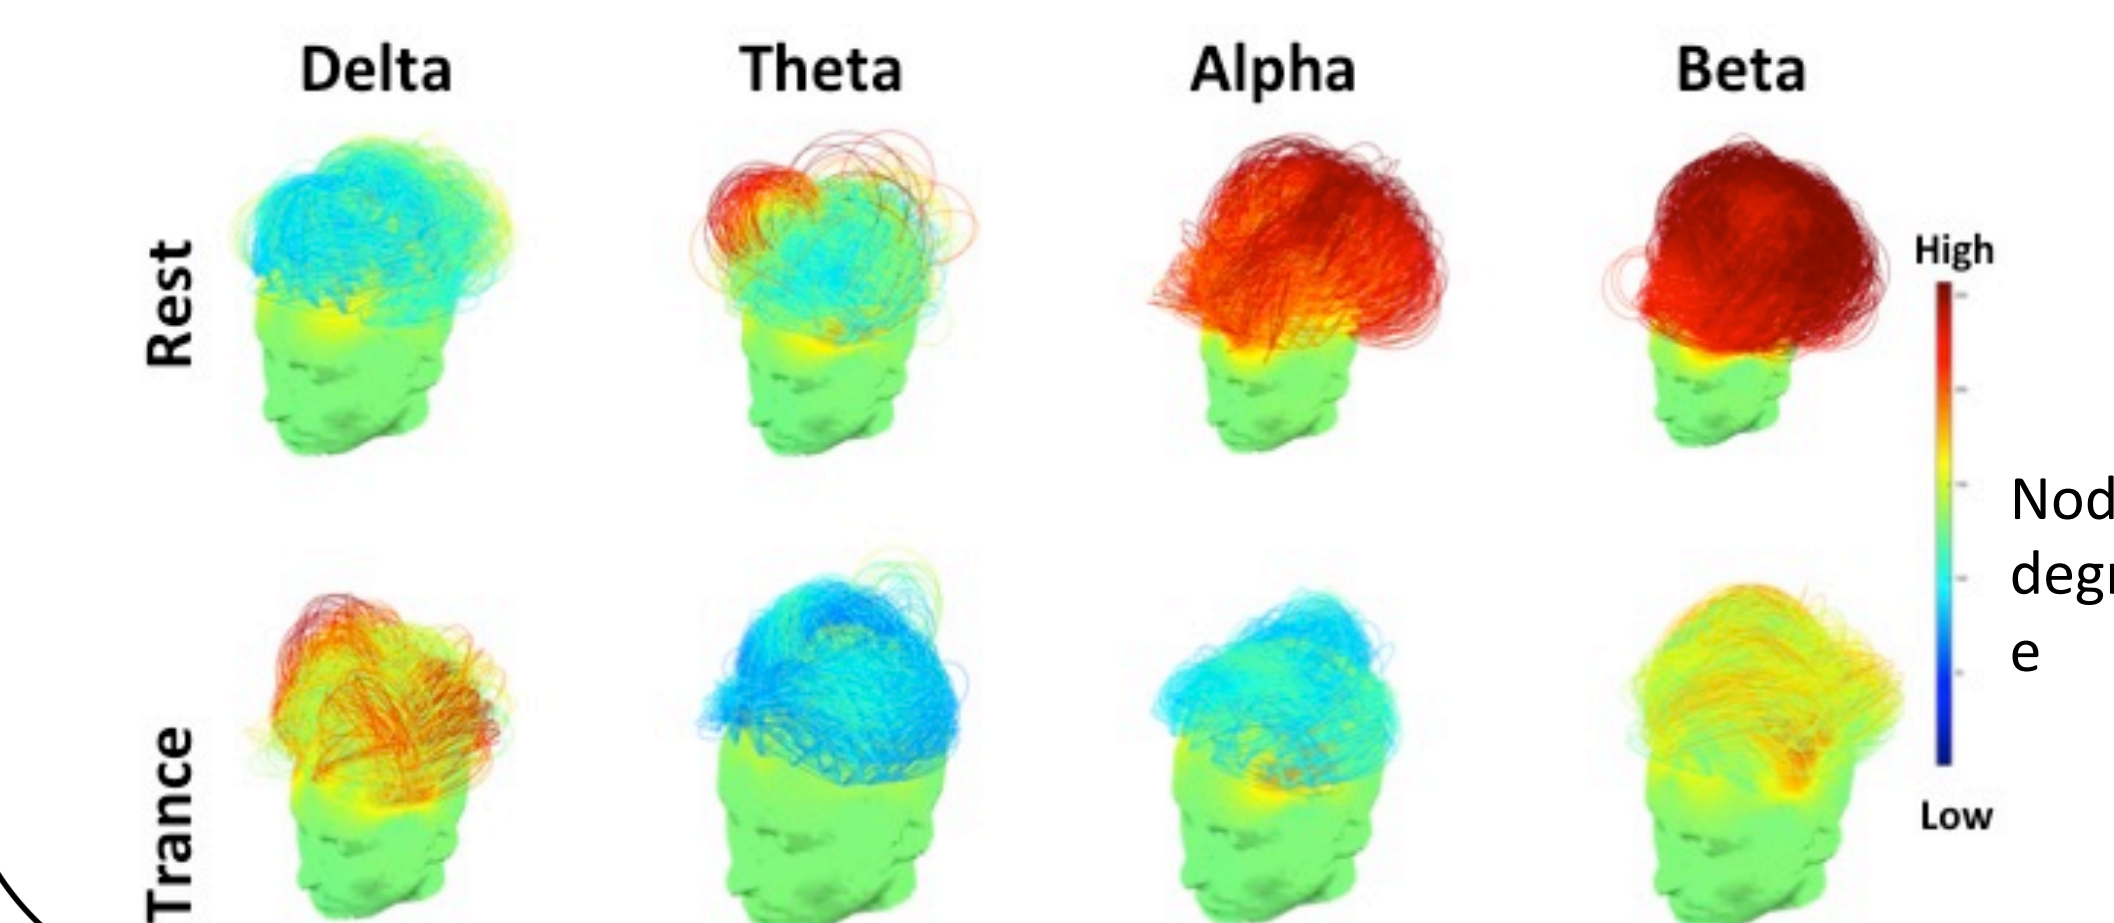 Delta Theta Alpha Beta
Rest
High
Nod
degr
e
Trance
Low